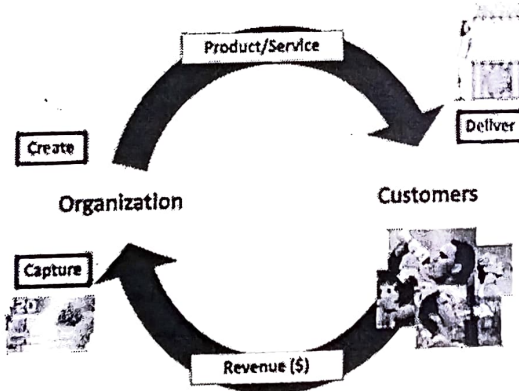 Product/Service
Deliver
Create
Organization
Customers
Capture
Revenue ($)